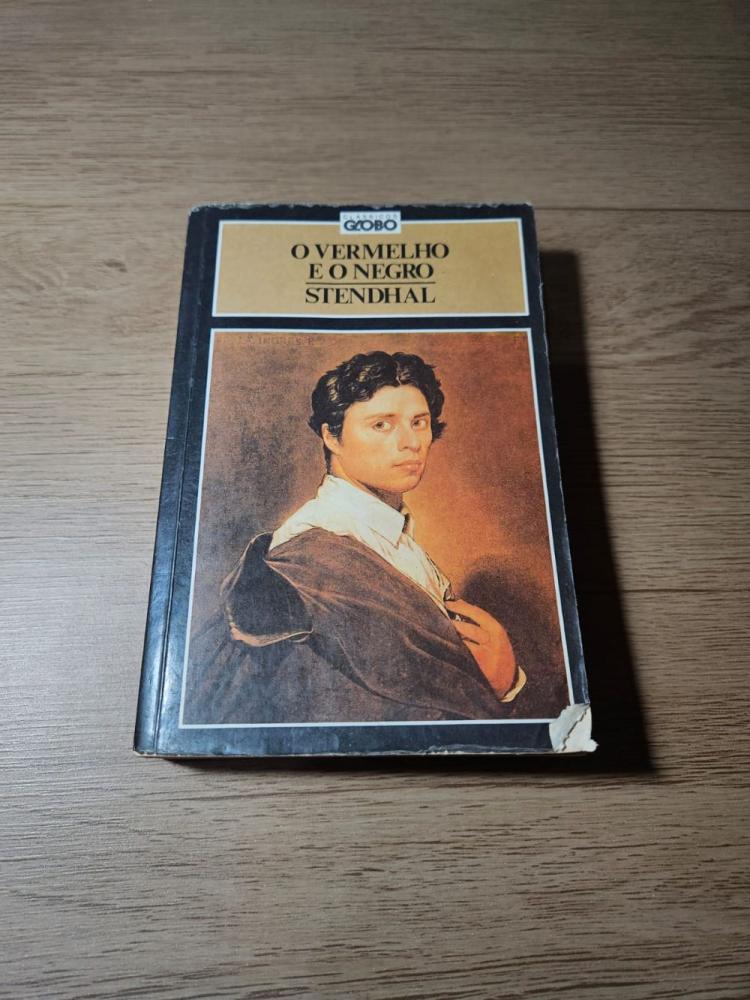 CLÁSSICOS
GLOBO
O VERMELHO
E O NEGRO
STENDHAL